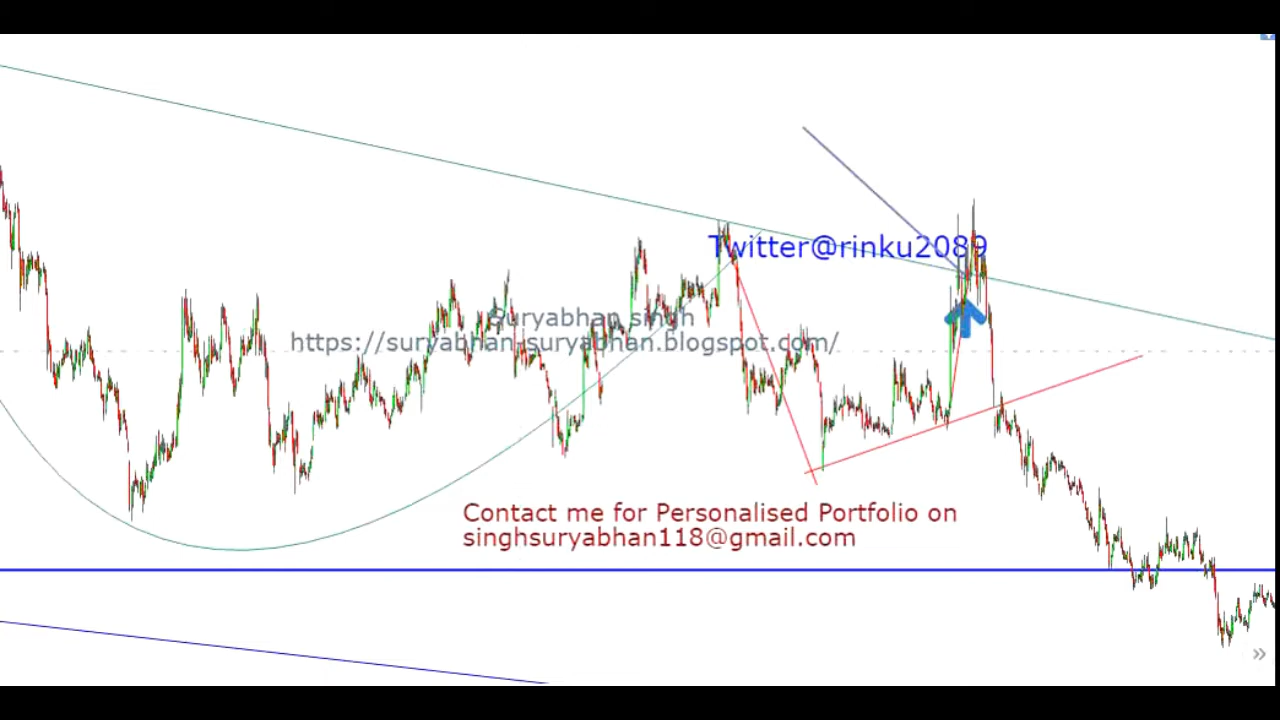 Twitter@rinku2089
Suryabhan singh
https://suryabhan-suryabhan.blogspot.com/
Contact me for Personalised Portfolio on
singhsuryabhan118@gmail.com
»